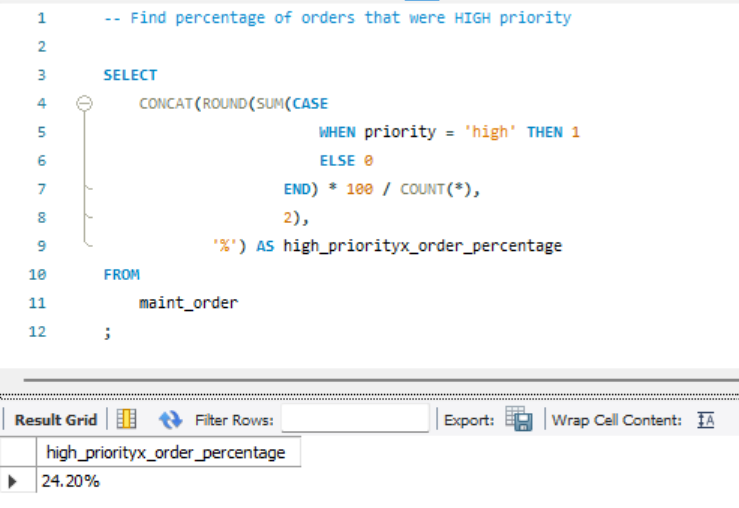 1 -- Find percentage of orders that were HIGH priority
2
3 SELECT
4 CONCAT(ROUND(SUM(CASE
5 WHEN priority = 'high' THEN 1
6 ELSE 0
7 END) * 100 / COUNT(*),
8 2),
9 '%') AS high_priorityx_order_percentage
10 FROM
11 maint_order
12 ;
Result Grid Filter Rows: Export: Wrap Cell Content: IA
high_priorityx_order_percentage
24.20%